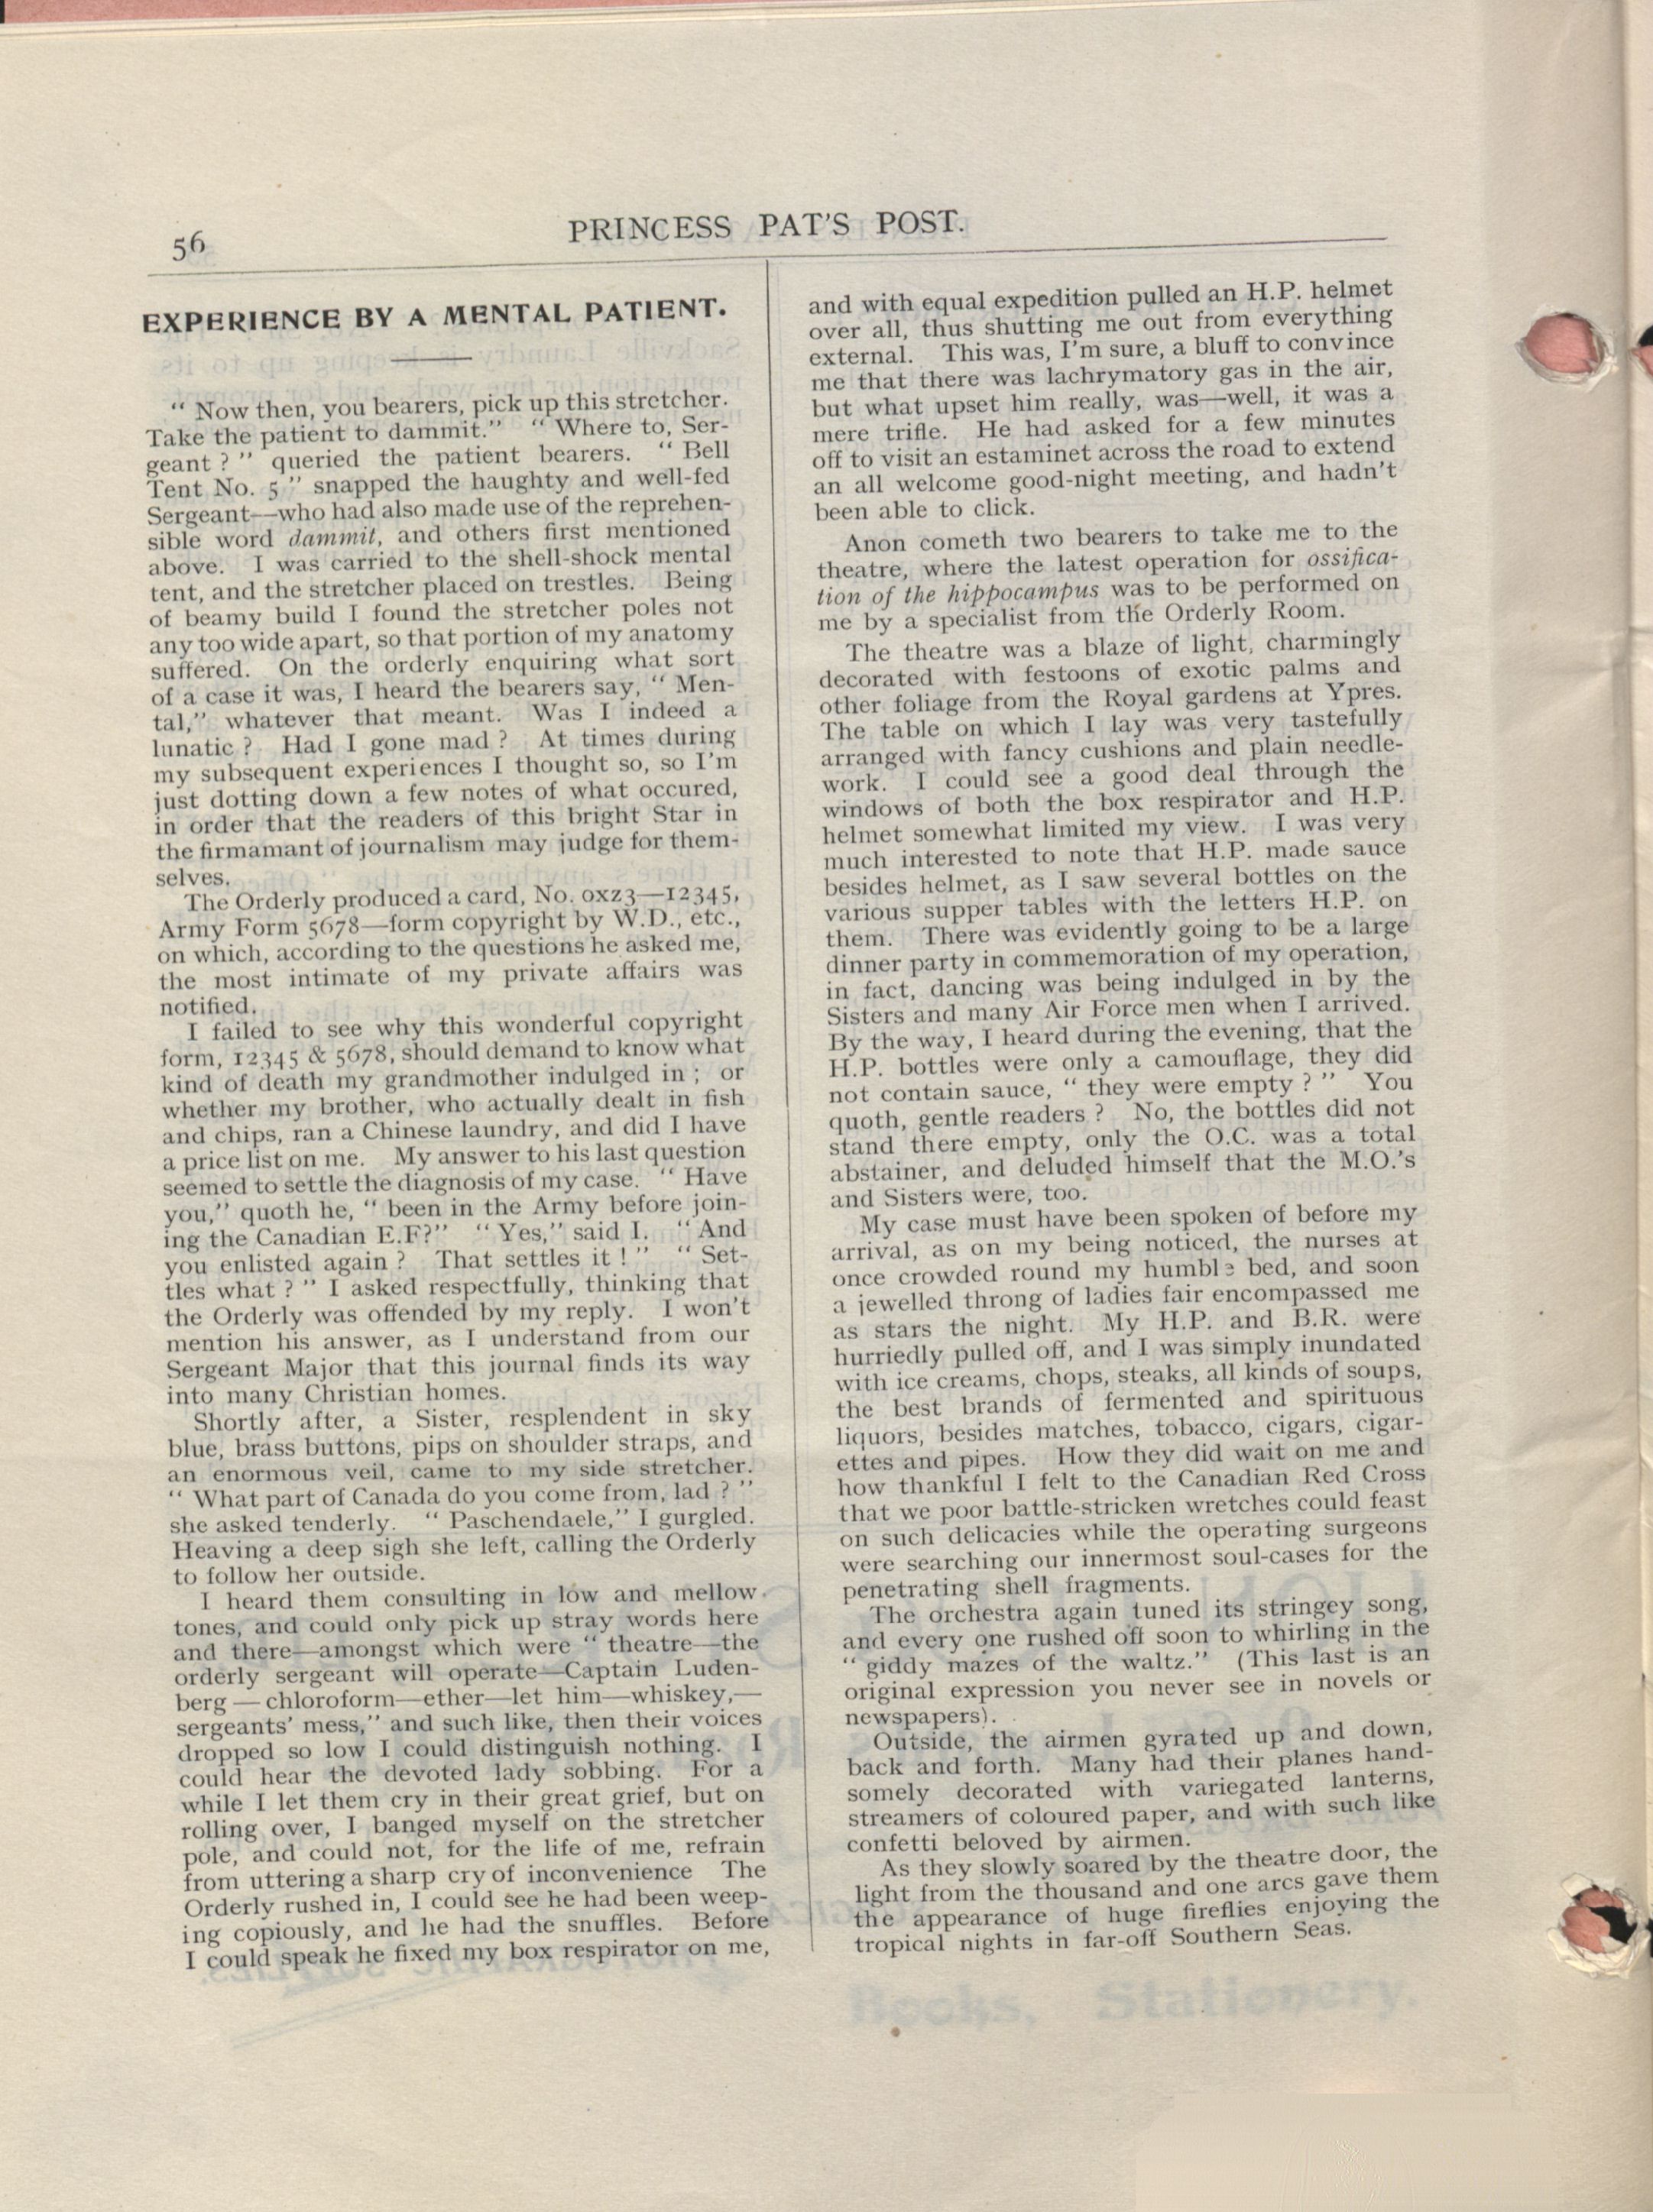 56
PRINCESS PAT'S POST.
EXPERIENCE BY A MENTAL PATIENT.
“ Now then, you bearers, pick up this stretcher.
Take the patient to dammit.” “ Where to, Ser-
geant ? ” queried the patient bearers. “ Bell
Tent No. 5 ” snapped the haughty and well-fed
Sergeant—who had also made use of the reprehen-
sible word dammit, and others first mentioned
above. I was carried to the shell-shock mental
tent, and the stretcher placed on trestles. Being
of beamy build I found the stretcher poles not
any too wide apart, so that portion of my anatomy
suffered. On the orderly enquiring what sort
of a case it was, I heard the bearers say, “ Men-
tal,” whatever that meant. Was I indeed a
lunatic ? Had I gone mad ? At times during
my subsequent experiences I thought so, so I'm
just dotting down a few notes of what occured,
in order that the readers of this bright Star in
the firmamant of journalism may judge for them-
selves.
The Orderly produced a card, No. 0xz3—12345,
Army Form 5678—form copyright by W.D., etc.,
on which, according to the questions he asked me,
the most intimate of my private affairs was
notified.
I failed to see why this wonderful copyright
form, 12345 & 5678, should demand to know what
kind of death my grandmother indulged in ; or
whether my brother, who actually dealt in fish
and chips, ran a Chinese laundry, and did I have
a price list on me. My answer to his last question
seemed to settle the diagnosis of my case. “ Have
you,” quoth he, “ been in the Army before join-
ing the Canadian E.F?” “ Yes,” said I. “ And
you enlisted again ? That settles it ! ” “ Set-
tles what ? ” I asked respectfully, thinking that
the Orderly was offended by my reply. I won't
mention his answer, as I understand from our
Sergeant Major that this journal finds its way
into many Christian homes.
Shortly after, a Sister, resplendent in sky
blue, brass buttons, pips on shoulder straps, and
an enormous veil, came to my side stretcher.
“ What part of Canada do you come from, lad ? ”
she asked tenderly. “ Paschendaele,” I gurgled.
Heaving a deep sigh she left, calling the Orderly
to follow her outside.
I heard them consulting in low and mellow
tones, and could only pick up stray words here
and there—amongst which were “ theatre—the
orderly sergeant will operate—Captain Luden-
berg—chloroform—ether—let him—whiskey,—
sergeants' mess,” and such like, then their voices
dropped so low I could distinguish nothing. I
could hear the devoted lady sobbing. For a
while I let them cry in their great grief, but on
rolling over, I banged myself on the stretcher
pole, and could not, for the life of me, refrain
from uttering a sharp cry of inconvenience The
Orderly rushed in, I could see he had been weep-
ing copiously, and he had the snuffles. Before
I could speak he fixed my box respirator on me,
and with equal expedition pulled an H.P. helmet
over all, thus shutting me out from everything
external. This was, I'm sure, a bluff to convince
me that there was lachrymatory gas in the air,
but what upset him really, was—well, it was a
mere trifle. He had asked for a few minutes
off to visit an estaminet across the road to extend
an all welcome good-night meeting, and hadn't
been able to click.
Anon cometh two bearers to take me to the
theatre, where the latest operation for ossifica-
tion of the hippocampus was to be performed on
me by a specialist from the Orderly Room.
The theatre was a blaze of light, charmingly
decorated with festoons of exotic palms and
other foliage from the Royal gardens at Ypres.
The table on which I lay was very tastefully
arranged with fancy cushions and plain needle-
work. I could see a good deal through the
windows of both the box respirator and H.P.
helmet somewhat limited my view. I was very
much interested to note that H.P. made sauce
besides helmet, as I saw several bottles on the
various supper tables with the letters H.P. on
them. There was evidently going to be a large
dinner party in commemoration of my operation,
in fact, dancing was being indulged in by the
Sisters and many Air Force men when I arrived.
By the way, I heard during the evening, that the
H.P. bottles were only a camouflage, they did
not contain sauce, “ they were empty ? ” You
quoth, gentle readers ? No, the bottles did not
stand there empty, only the O.C. was a total
abstainer, and deluded himself that the M.O.'s
and Sisters were, too.
My case must have been spoken of before my
arrival, as on my being noticed, the nurses at
once crowded round my humble bed, and soon
a jewelled throng of ladies fair encompassed me
as stars the night. My H.P. and B.R. were
hurriedly pulled off, and I was simply inundated
with ice creams, chops, steaks, all kinds of soups,
the best brands of fermented and spirituous
liquors, besides matches, tobacco, cigars, cigar-
ettes and pipes. How they did wait on me and
how thankful I felt to the Canadian Red Cross
that we poor battle-stricken wretches could feast
on such delicacies while the operating surgeons
were searching our innermost soul-cases for the
penetrating shell fragments.
The orchestra again tuned its stringey song,
and every one rushed off soon to whirling in the
“ giddy mazes of the waltz.” (This last is an
original expression you never see in novels or
newspapers).
Outside, the airmen gyrated up and down,
back and forth. Many had their planes hand-
somely decorated with variegated lanterns,
streamers of coloured paper, and with such like
confetti beloved by airmen.
As they slowly soared by the theatre door, the
light from the thousand and one arcs gave them
the appearance of huge fireflies enjoying the
tropical nights in far-off Southern Seas.